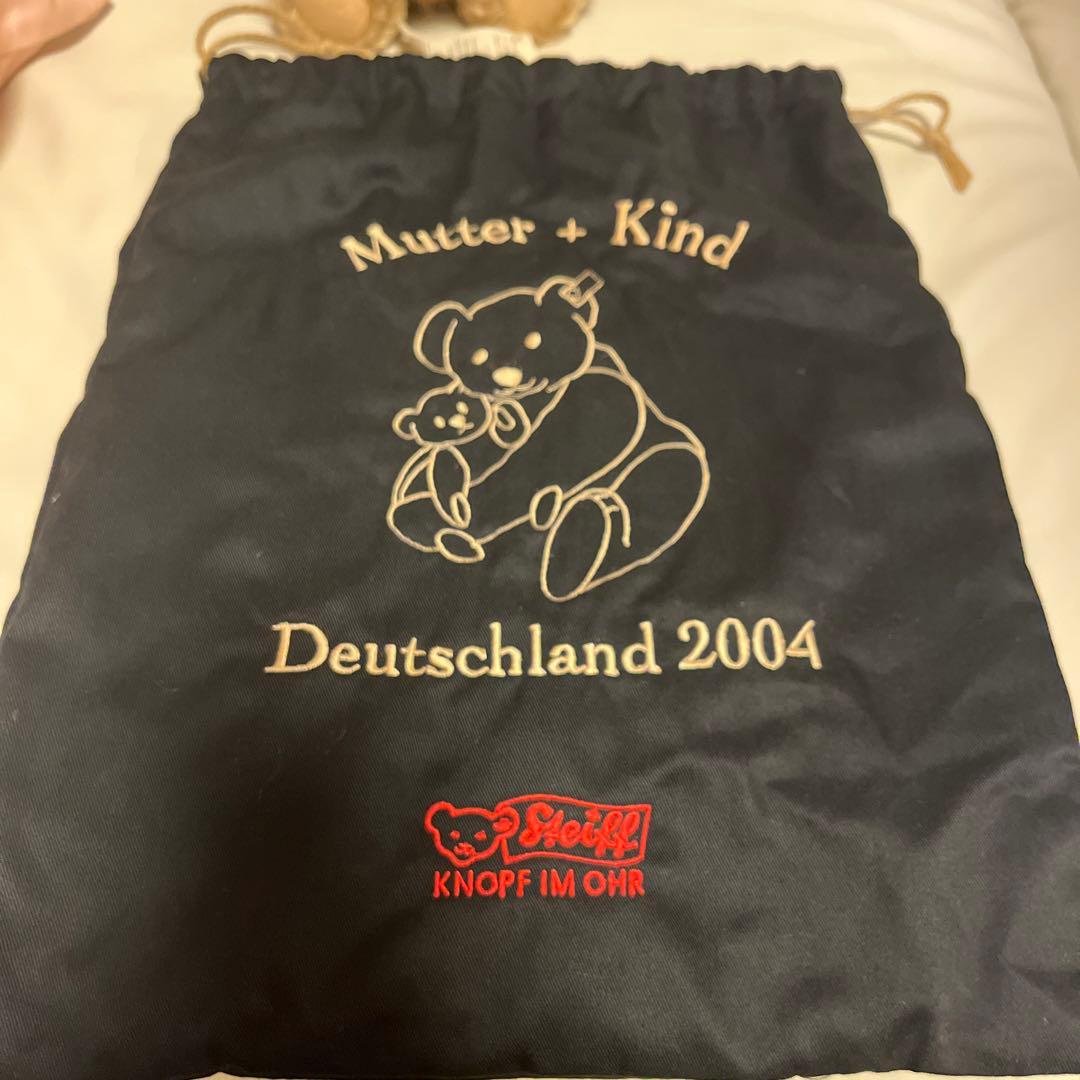 Mutter + Kind
Deutschland 2004
Steiff
KNOPF IM OHR